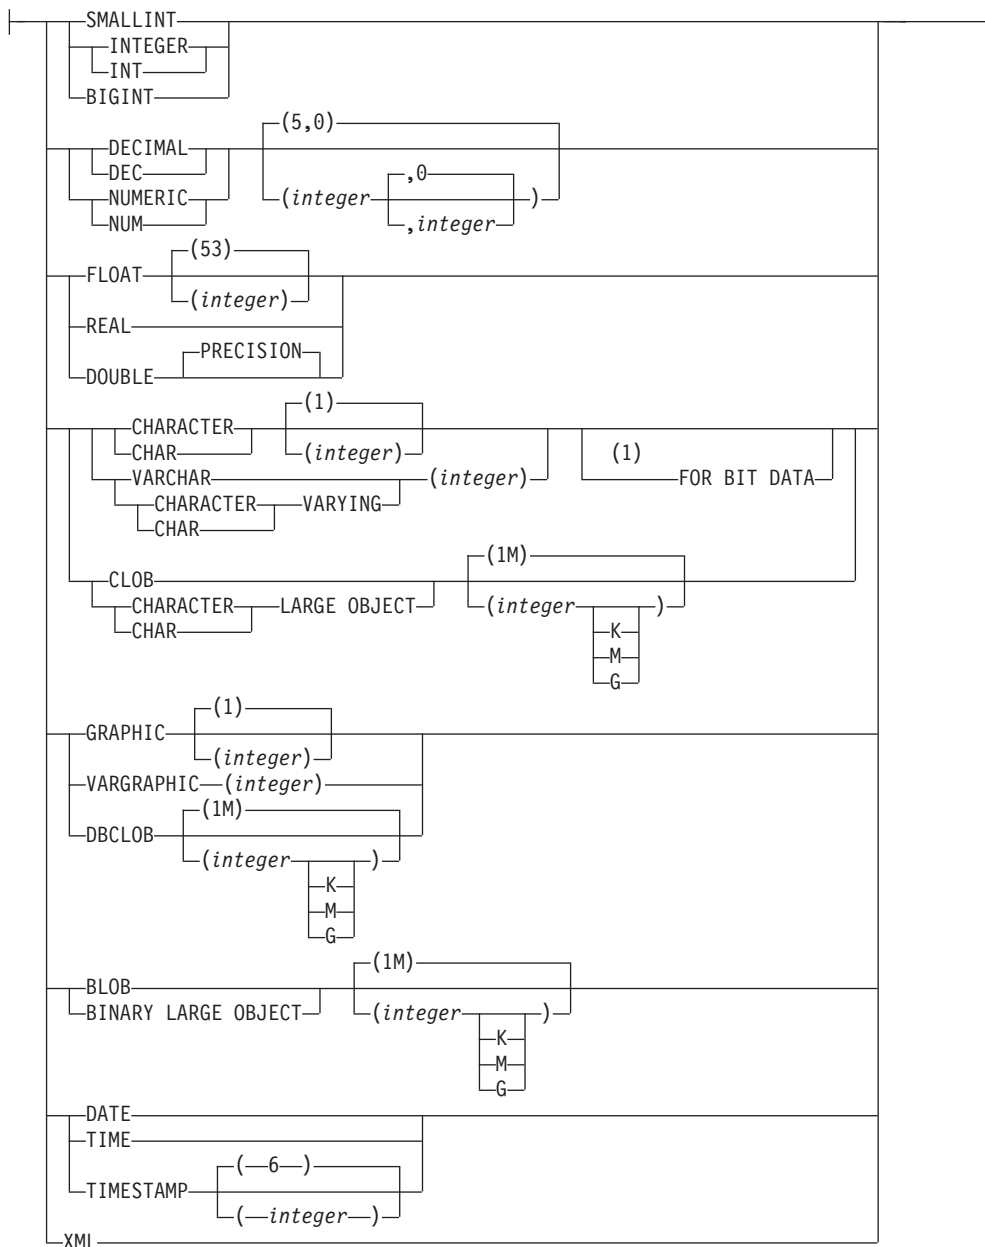 SMALLINT
INTEGER
INT
BIGINT
(5,0)
DECIMAL
DEC
,0
NUMERIC
(integer
)
NUM
,integer
(53)
FLOAT
(integer)
REAL
PRECISION
DOUBLE
(1)
CHARACTER
CHAR
(integer)
(1)
VARCHAR
(integer)
FOR BIT DATA
CHARACTER
VARYING
CHAR
(1M)
CLOB
CHARACTER
LARGE OBJECT
(integer
)
CHAR
K
M
G
(1)
GRAPHIC
(integer)
VARGRAPHIC
(integer)
(1M)
DBCLOB
(integer
)
K
M
G
(1M)
BLOB
BINARY LARGE OBJECT
(integer
)
K
M
G
DATE
TIME
( 6 )
TIMESTAMP
( integer )
XML